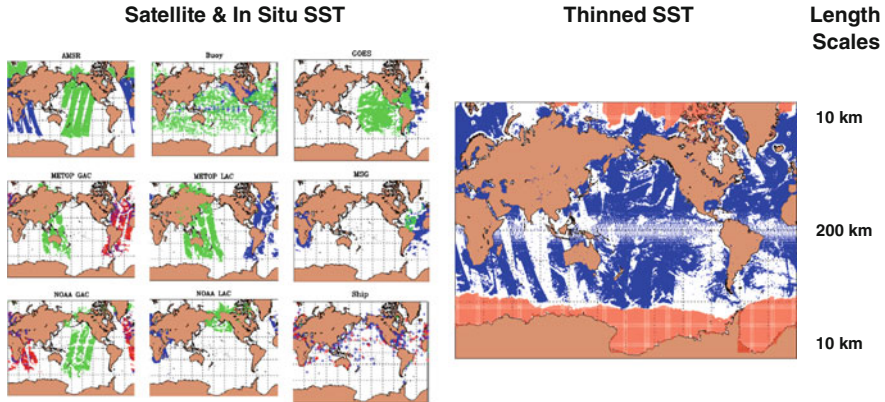 Satellite & In Situ SST
Thinned SST
Length
Scales
AMSR
Buoy
GOES
METOP GAC
METOP LAC
MSG
NOAA GAC
NOAA LAC
Ship
10 km
200 km
10 km